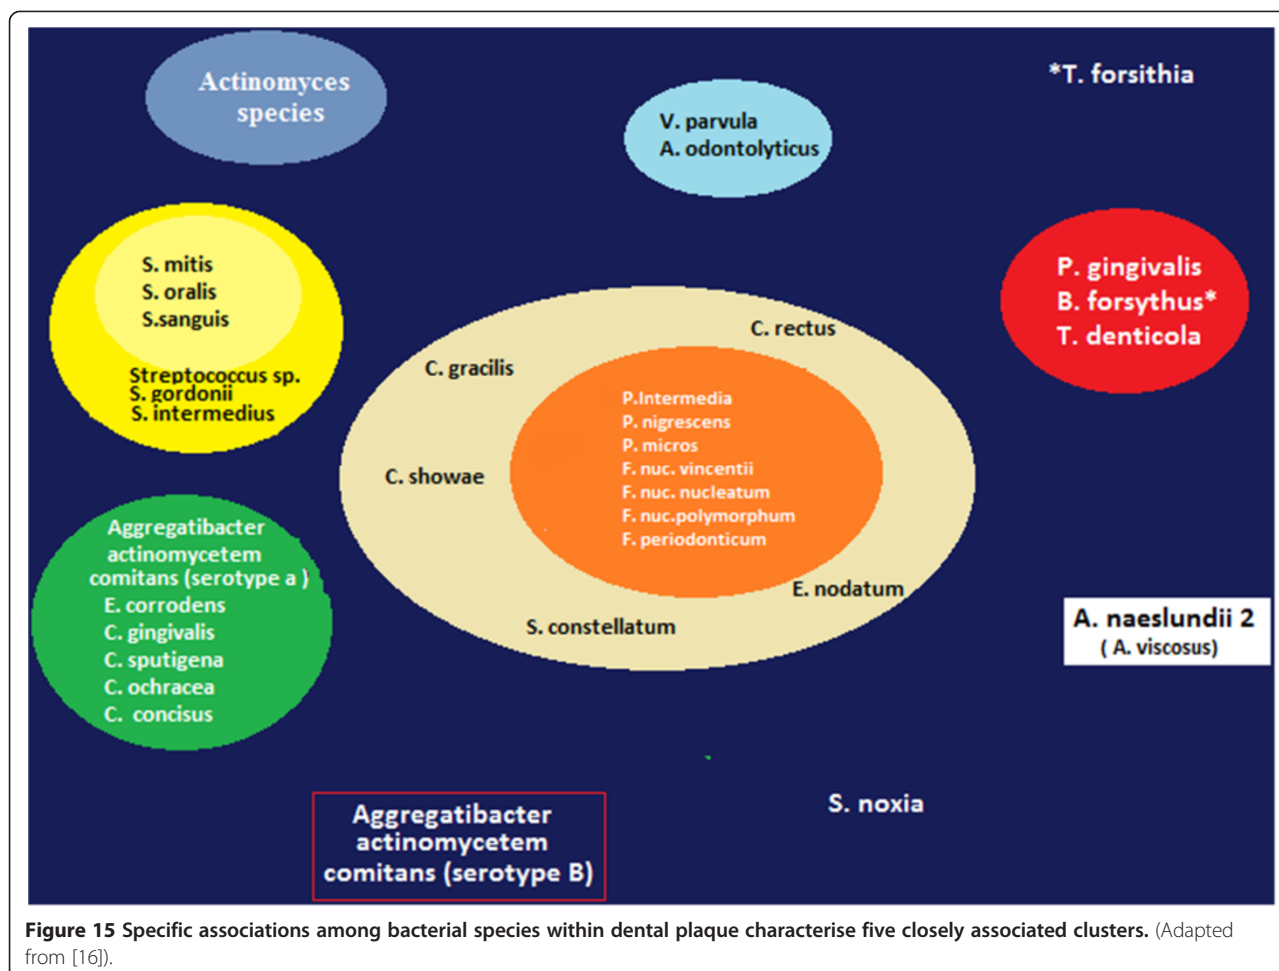 Actinomyces
species
*T. forsithia
V. parvula
A. odontolyticus
S. mitis
S. oralis
S.sanguis
Streptococcus sp.
S. gordonii
S. intermedius
P. gingivalis
B. forsythus*
T. denticola
C. rectus
C. gracilis
C. showae
P.Intermedia
P. nigrescens
P. micros
F. nuc. vincentii
F. nuc. nucleatum
F. nuc.polymorphum
F. periodonticum
E. nodatum
S. constellatum
Aggregatibacter
actinomycetem
comitans (serotype a )
E. corrodens
C. gingivalis
C. sputigena
C. ochracea
C. concisus
A. naeslundii 2
( A. viscosus)
Aggregatibacter
actinomycetem
comitans (serotype B)
S. noxia
Figure 15 Specific associations among bacterial species within dental plaque characterise five closely associated clusters. (Adapted
from [16]).